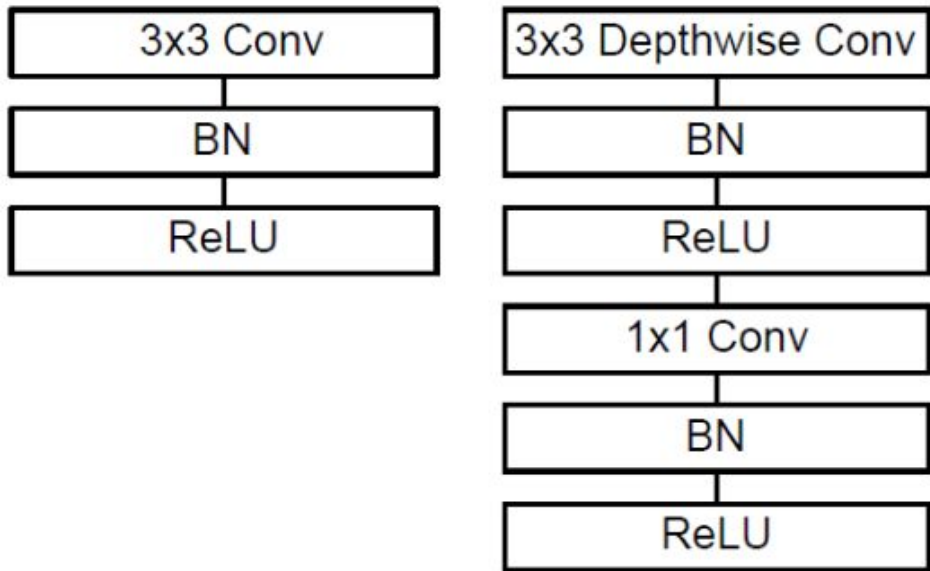 3x3 Conv
BN
ReLU
3x3 Depthwise Conv
BN
ReLU
1x1 Conv
BN
ReLU